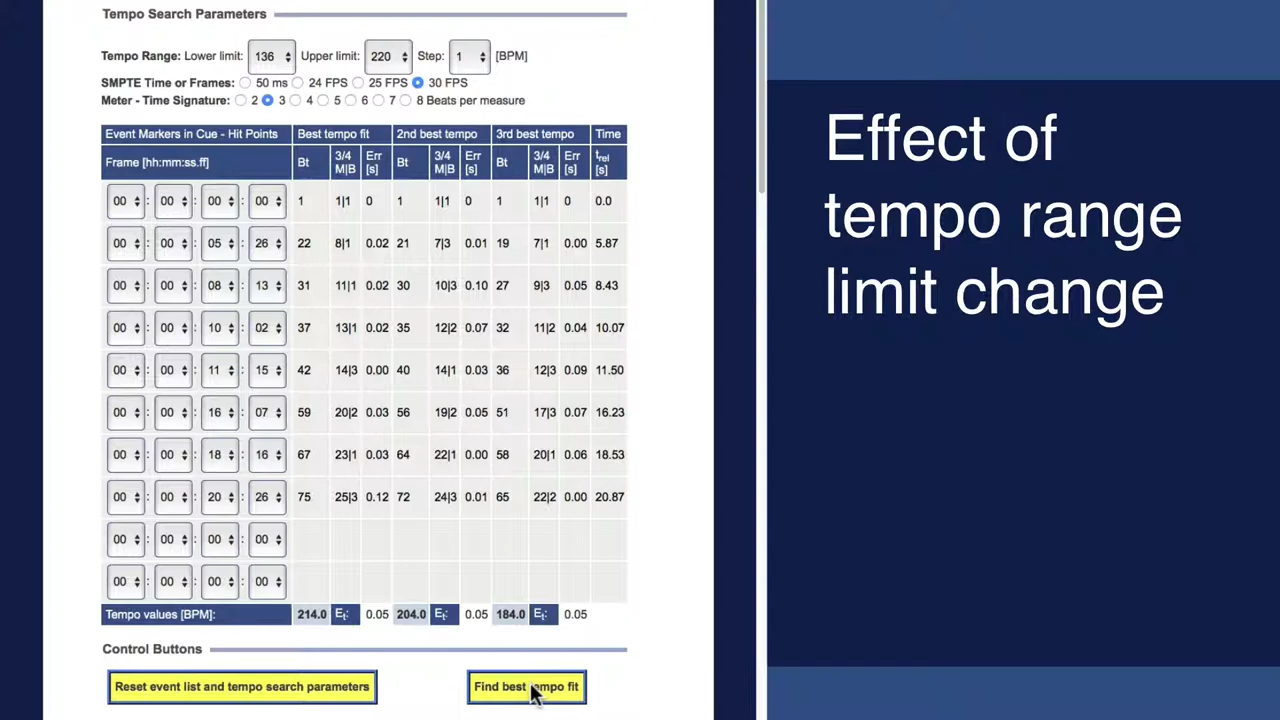 Tempo Search Parameters
Tempo Range: Lower limit: 136 Upper limit: 220 Step: 1 [BPM]
SMPTE Time or Frames: 50 ms 24 FPS 25 FPS 30 FPS
Meter - Time Signature: 2 3 4 5 6 7 8 Beats per measure
Event Markers in Cue - Hit Points Best tempo fit 2nd best tempo 3rd best tempo Time
Frame [hh:mm:ss.ff] Bt 3/4 M|B Err [s] Bt 3/4 M|B Err [s] Bt 3/4 M|B Err [s] trel [s]
00 : 00 : 00 : 00 1 1|1 0 1 1|1 0 1 1|1 0 0.0
00 : 00 : 05 : 26 22 8|1 0.02 21 7|3 0.01 19 7|1 0.00 5.87
00 : 00 : 08 : 13 31 11|1 0.02 30 10|3 0.10 27 9|3 0.05 8.43
00 : 00 : 10 : 02 37 13|1 0.02 35 12|2 0.07 32 11|2 0.04 10.07
00 : 00 : 11 : 15 42 14|3 0.00 40 14|1 0.03 36 12|3 0.09 11.50
00 : 00 : 16 : 07 59 20|2 0.03 56 19|2 0.05 51 17|3 0.07 16.23
00 : 00 : 18 : 16 67 23|1 0.03 64 22|1 0.00 58 20|1 0.06 18.53
00 : 00 : 20 : 26 75 25|3 0.12 72 24|3 0.01 65 22|2 0.00 20.87
00 : 00 : 00 : 00
00 : 00 : 00 : 00
Tempo values [BPM]: 214.0 Et: 0.05 204.0 Et: 0.05 184.0 Et: 0.05
Control Buttons
Reset event list and tempo search parameters Find best tempo fit
Effect of
tempo range
limit change